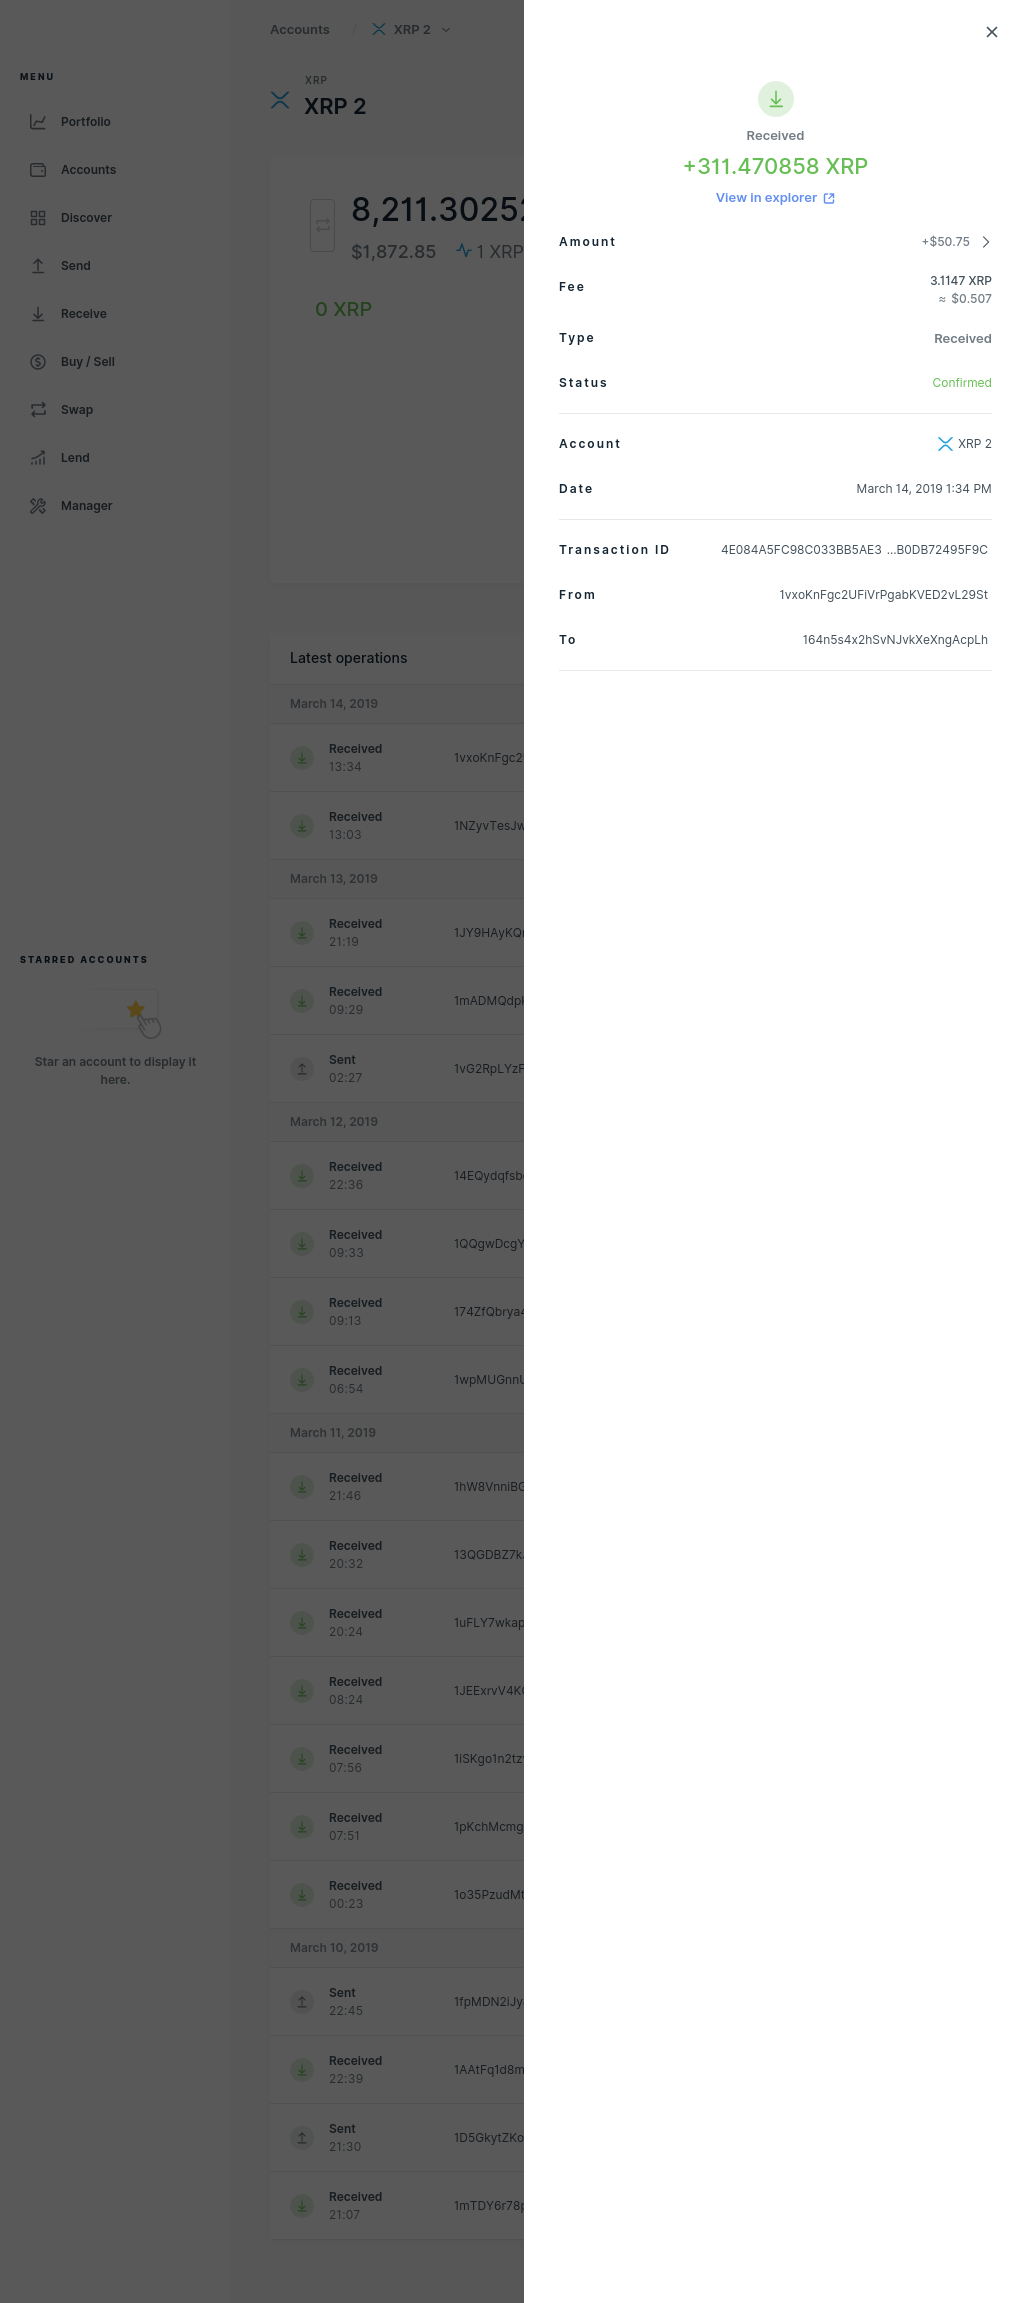 MENU
Portfolio
Accounts
Discover
Send
Receive
Buy / Sell
Swap
Lend
Manager
STARRED ACCOUNTS
Star an account to display it
here.
Accounts / XRP 2
XRP
XRP 2
8,211.30252
$1,872.85 1 XRP
0 XRP
Latest operations
March 14, 2019
Received
13:34
1vxoKnFgc2
Received
13:03
1NZyvTesJw
March 13, 2019
Received
21:19
1JY9HAyKQ
Received
09:29
1mADMQdp
Sent
02:27
1vG2RpLYzF
March 12, 2019
Received
22:36
14EQydqfsb
Received
09:33
1QQgwDcgY
Received
09:13
174ZfQbrya4
Received
06:54
1wpMUGnnU
March 11, 2019
Received
21:46
1hW8VnniBG
Received
20:32
13QGDBZ7k
Received
20:24
1uFLY7wkap
Received
08:24
1JEExrvV4K
Received
07:56
1iSKgo1n2tz
Received
07:51
1pKchMcmg
Received
00:23
1o35PzudMt
March 10, 2019
Sent
22:45
1fpMDN2iJy
Received
22:39
1AAtFq1d8m
Sent
21:30
1D5GkytZKo
Received
21:07
1mTDY6r78p
Received
+311.470858 XRP
View in explorer
Amount +$50.75
Fee 3.1147 XRP
≈ $0.507
Type Received
Status Confirmed
Account XRP 2
Date March 14, 2019 1:34 PM
Transaction ID 4E084A5FC98C033BB5AE3 ...B0DB72495F9C
From 1vxoKnFgc2UFiVrPgabKVED2vL29St
To 164n5s4x2hSvNJvkXeXngAcpLh